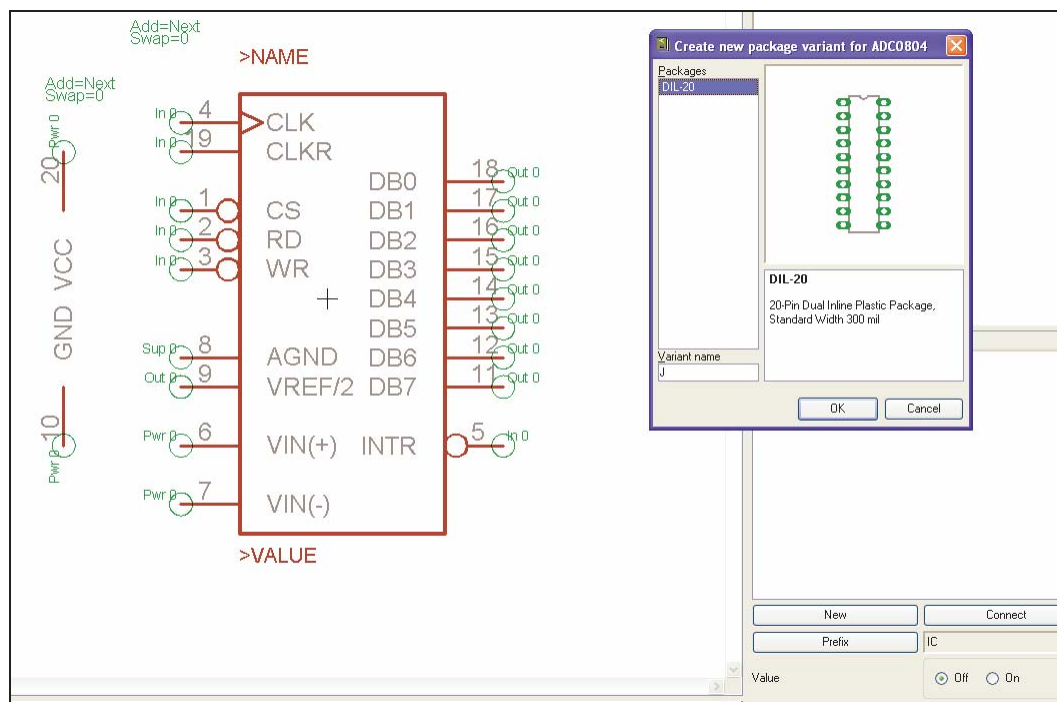 Add=Next
Swap=0
>NAME
Add=Next
Swap=0
Pwr 0
20
GND VCC
10
Pwr 0
In 0
4
CLK
In 0
19
CLKR
In 0
1
CS
In 0
2
RD
In 0
3
WR
Sup 0
8
AGND
Out 0
9
VREF/2
Pwr 0
6
VIN(+)
Pwr 0
7
VIN(-)
DB0
18
Out 0
DB1
17
Out 0
DB2
16
Out 0
DB3
15
Out 0
DB4
14
Out 0
DB5
13
Out 0
DB6
12
Out 0
DB7
11
Out 0
INTR
5
In 0
>VALUE
Create new package variant for ADC0804
Packages
DIL-20
DIL-20
20-Pin Dual Inline Plastic Package,
Standard Width 300 mil
Variant name
J
OK
Cancel
New
Connect
Prefix
IC
Value
Off
On